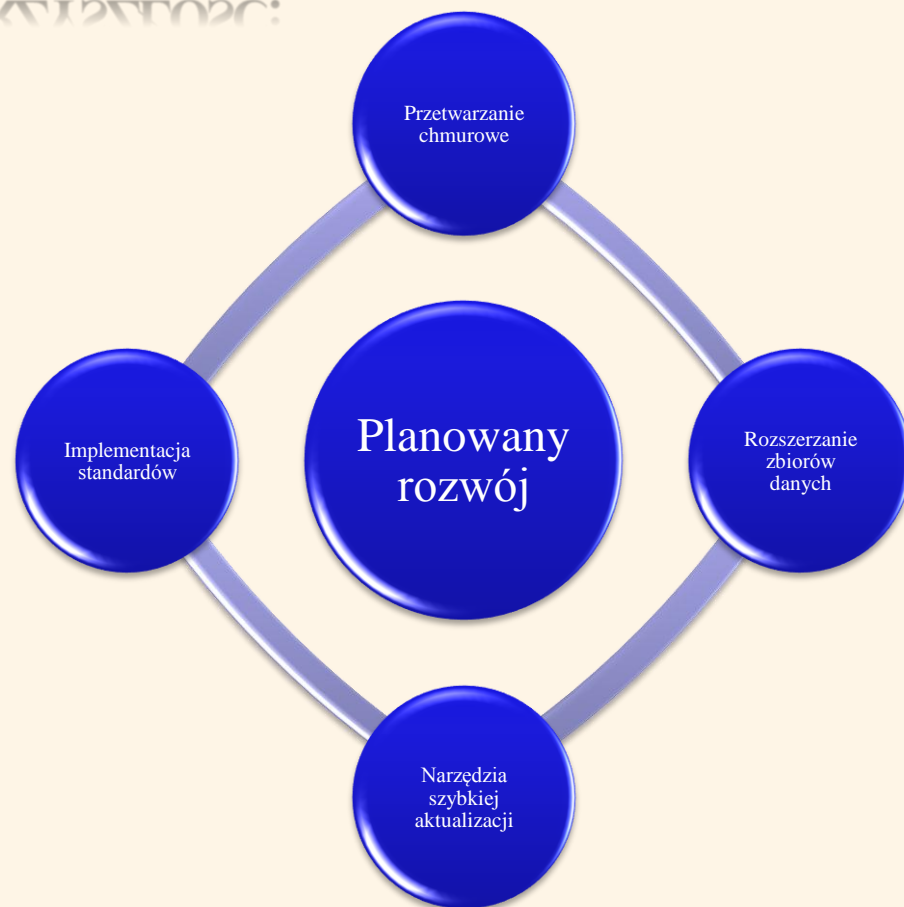 Przetwarzanie
chmurowe
Planowany
rozwój
Implementacja
standardów
Rozszerzanie
zbiorów
danych
Narzędzia
szybkiej
aktualizacji